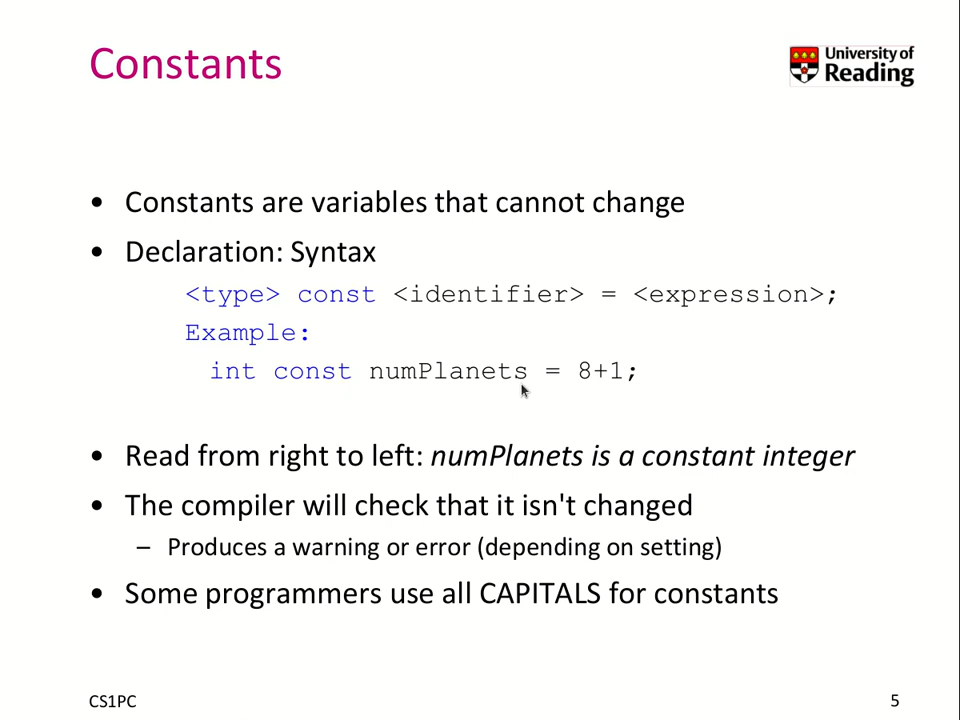 Constants
University of
Reading
• Constants are variables that cannot change
• Declaration: Syntax
<type> const <identifier> = <expression>;
Example:
int const numPlanets = 8+1;
• Read from right to left: numPlanets is a constant integer
• The compiler will check that it isn't changed
– Produces a warning or error (depending on setting)
• Some programmers use all CAPITALS for constants
CS1PC
5